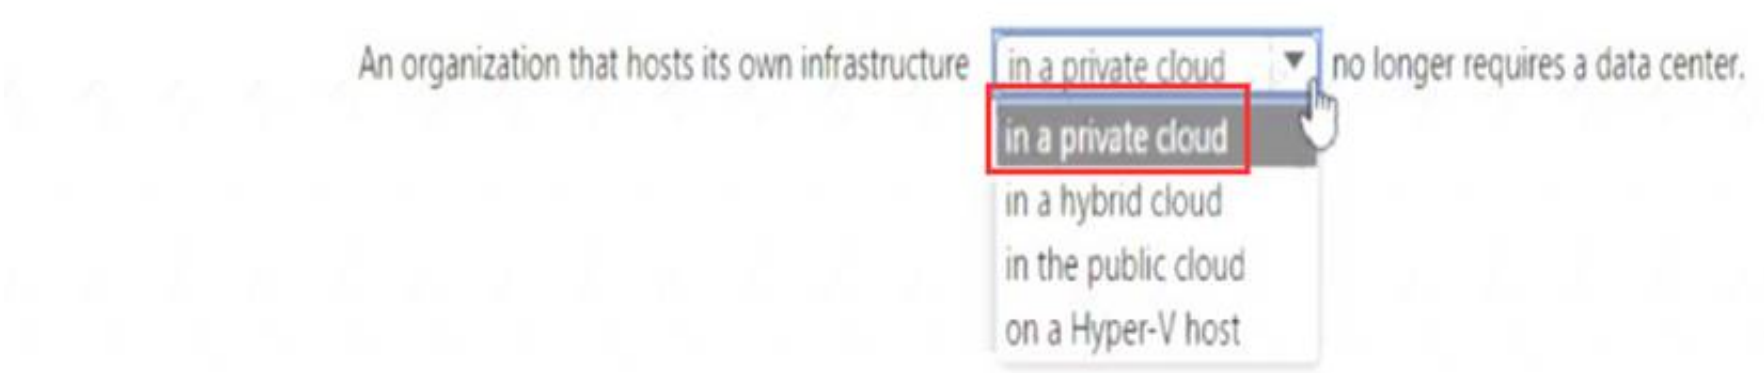 An organization that hosts its own infrastructure in a private cloud no longer requires a data center.
in a private cloud
in a hybrid cloud
in the public cloud
on a Hyper-V host